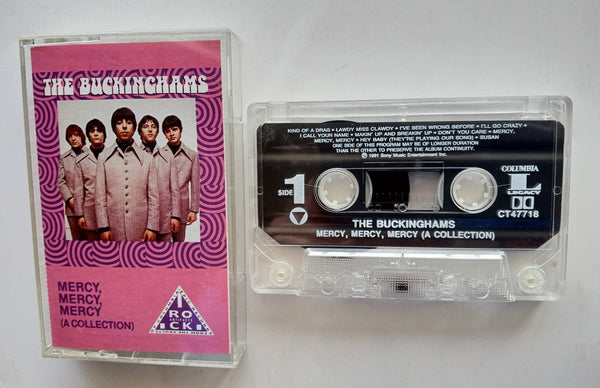 THE BUCKINGHAMS
MERCY,
MERCY,
MERCY
(A COLLECTION)
ROCK
ARTIFACTS
KIND OF A DRAG • LAWDY MISS CLAWDY • I'VE BEEN WRONG BEFORE • I'LL GO CRAZY •
I CALL YOUR NAME • MAKIN' UP AND BREAKIN' UP • DON'T YOU CARE • MERCY,
MERCY, MERCY • HEY BABY (THEY'RE PLAYING OUR SONG) • SUSAN
ONE SIDE OF THIS PROGRAM MAY BE OF LONGER DURATION
THAN THE OTHER TO PRESERVE THE ALBUM CONTINUITY.
℗ 1991 Sony Music Entertainment Inc.
SIDE 1
COLUMBIA
L
LEGACY
CT47718
THE BUCKINGHAMS
MERCY, MERCY, MERCY (A COLLECTION)